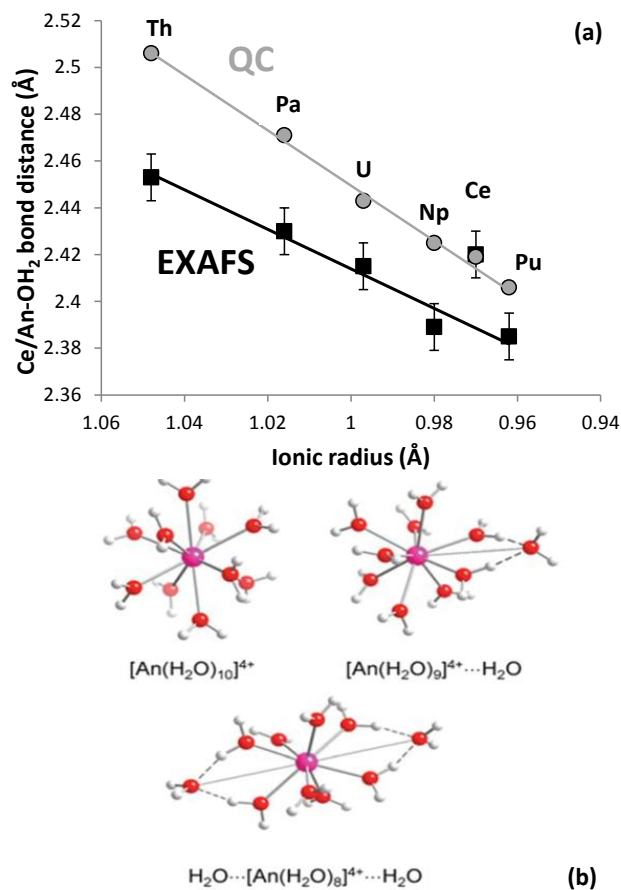 (a)
Th
QC
Pa
U
Np
Ce
Pu
EXAFS
Ce/An-OH₂ bond distance (Å)
2.52
2.5
2.48
2.46
2.44
2.42
2.4
2.38
2.36
1.06 1.04 1.02 1 0.98 0.96 0.94
Ionic radius (Å)
[An(H₂O)₁₀]⁴⁺ [An(H₂O)₉]⁴⁺···H₂O
H₂O···[An(H₂O)₈]⁴⁺···H₂O (b)